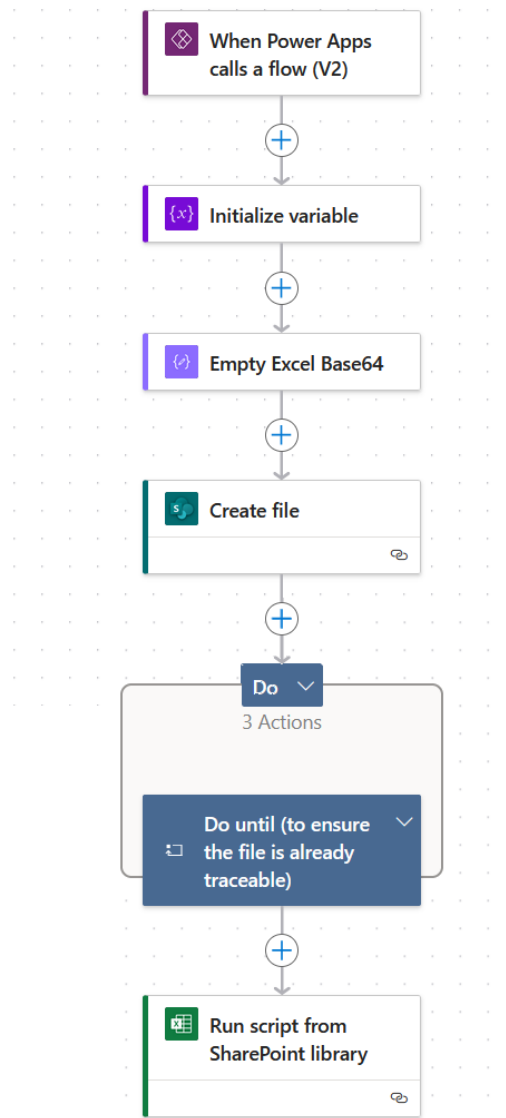 When Power Apps
calls a flow (V2)
{x}
Initialize variable
Empty Excel Base64
S
Create file
Do
3 Actions
Do until (to ensure
the file is already
traceable)
Run script from
SharePoint library